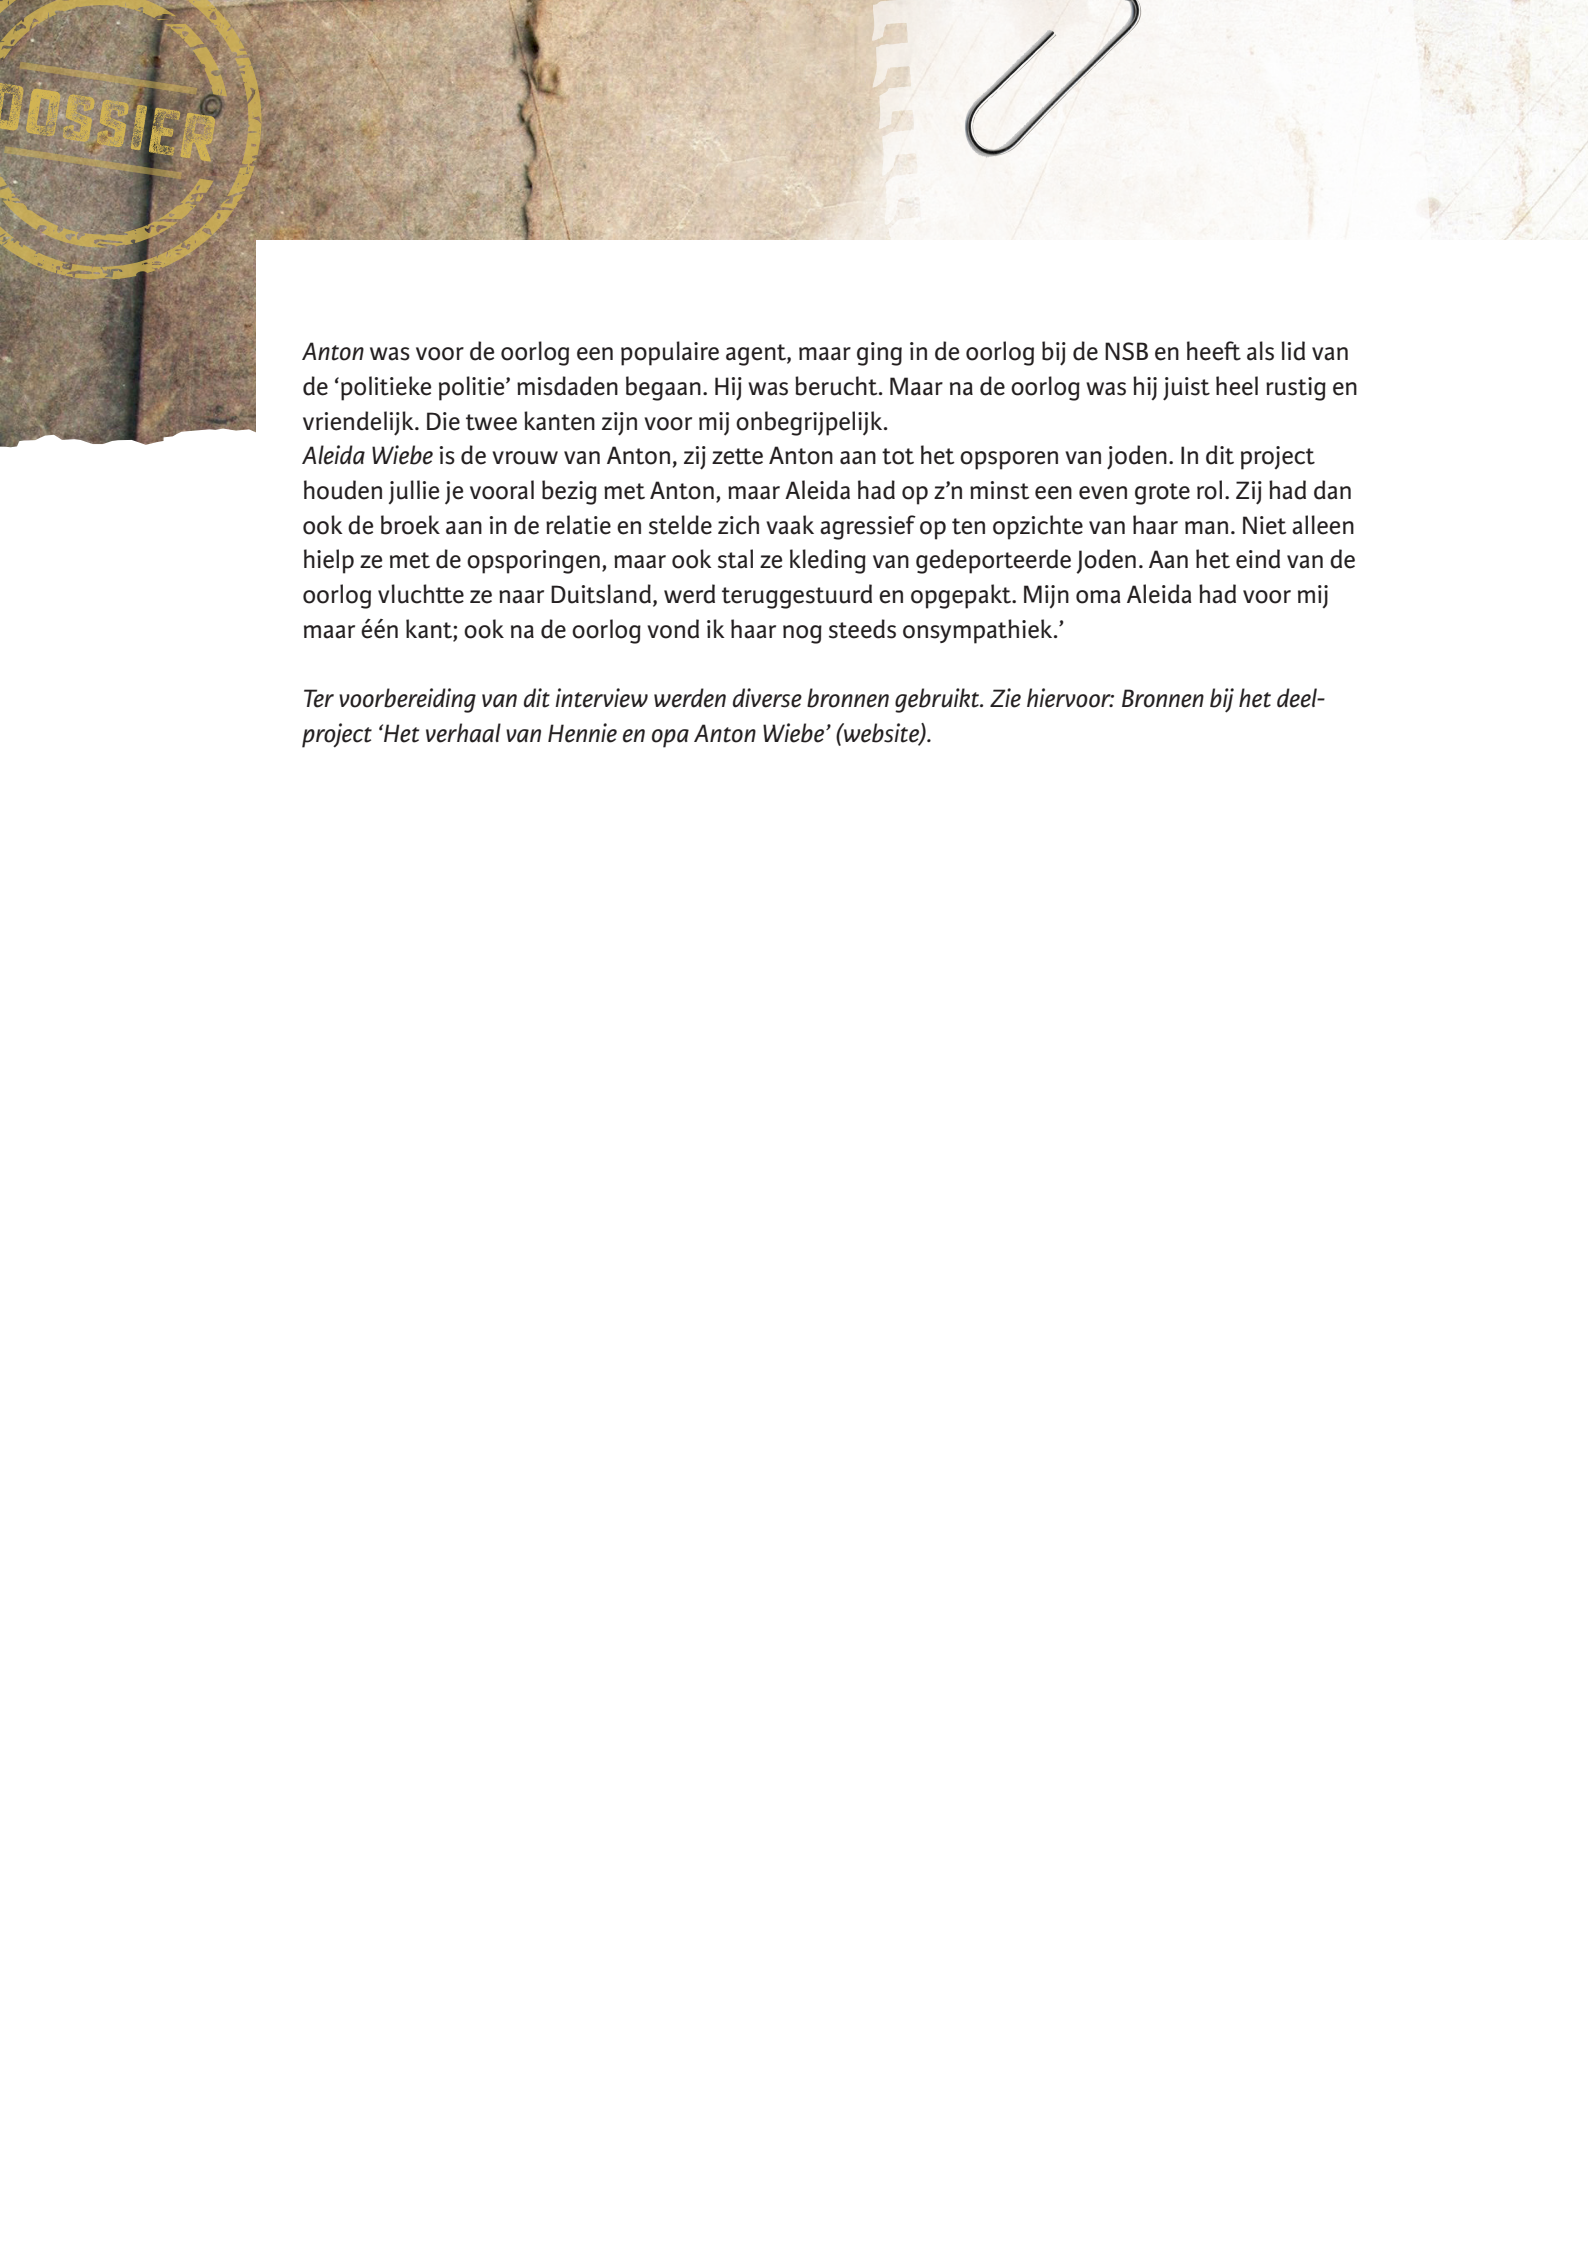 DOSSIER
Anton was voor de oorlog een populaire agent, maar ging in de oorlog bij de NSB en heeft als lid van
de ‘politieke politie’ misdaden begaan. Hij was berucht. Maar na de oorlog was hij juist heel rustig en
vriendelijk. Die twee kanten zijn voor mij onbegrijpelijk.
Aleida Wiebe is de vrouw van Anton, zij zette Anton aan tot het opsporen van joden. In dit project
houden jullie je vooral bezig met Anton, maar Aleida had op z’n minst een even grote rol. Zij had dan
ook de broek aan in de relatie en stelde zich vaak agressief op ten opzichte van haar man. Niet alleen
hielp ze met de opsporingen, maar ook stal ze kleding van gedeporteerde Joden. Aan het eind van de
oorlog vluchtte ze naar Duitsland, werd teruggestuurd en opgepakt. Mijn oma Aleida had voor mij
maar één kant; ook na de oorlog vond ik haar nog steeds onsympathiek.’
Ter voorbereiding van dit interview werden diverse bronnen gebruikt. Zie hiervoor: Bronnen bij het deel-
project ‘Het verhaal van Hennie en opa Anton Wiebe’ (website).